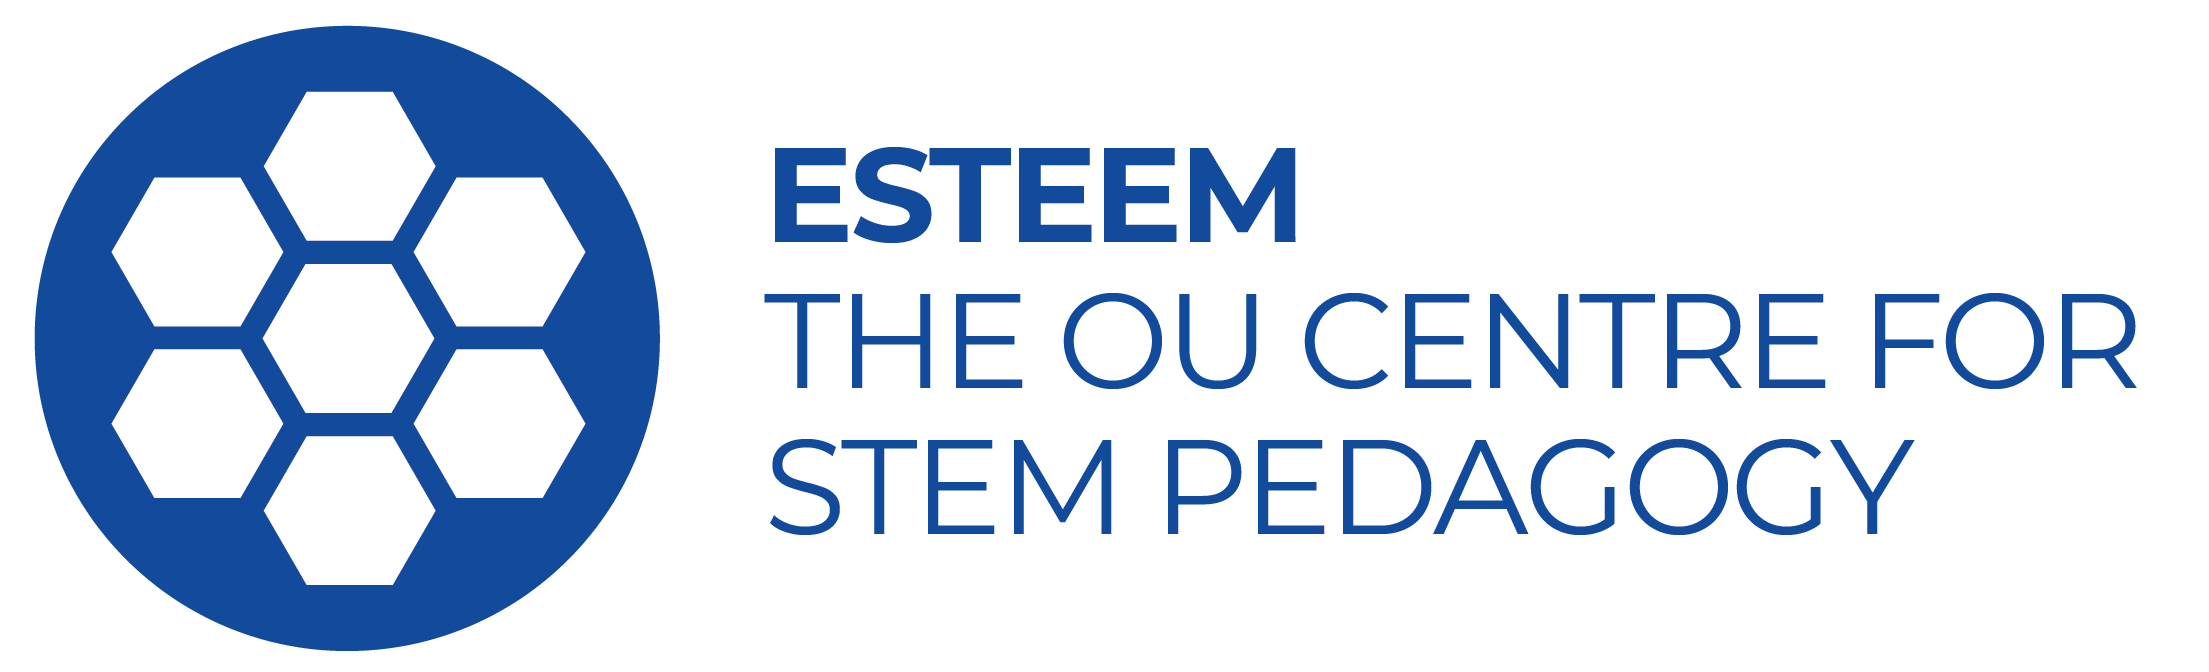 ESTEEM
THE OU CENTRE FOR
STEM PEDAGOGY